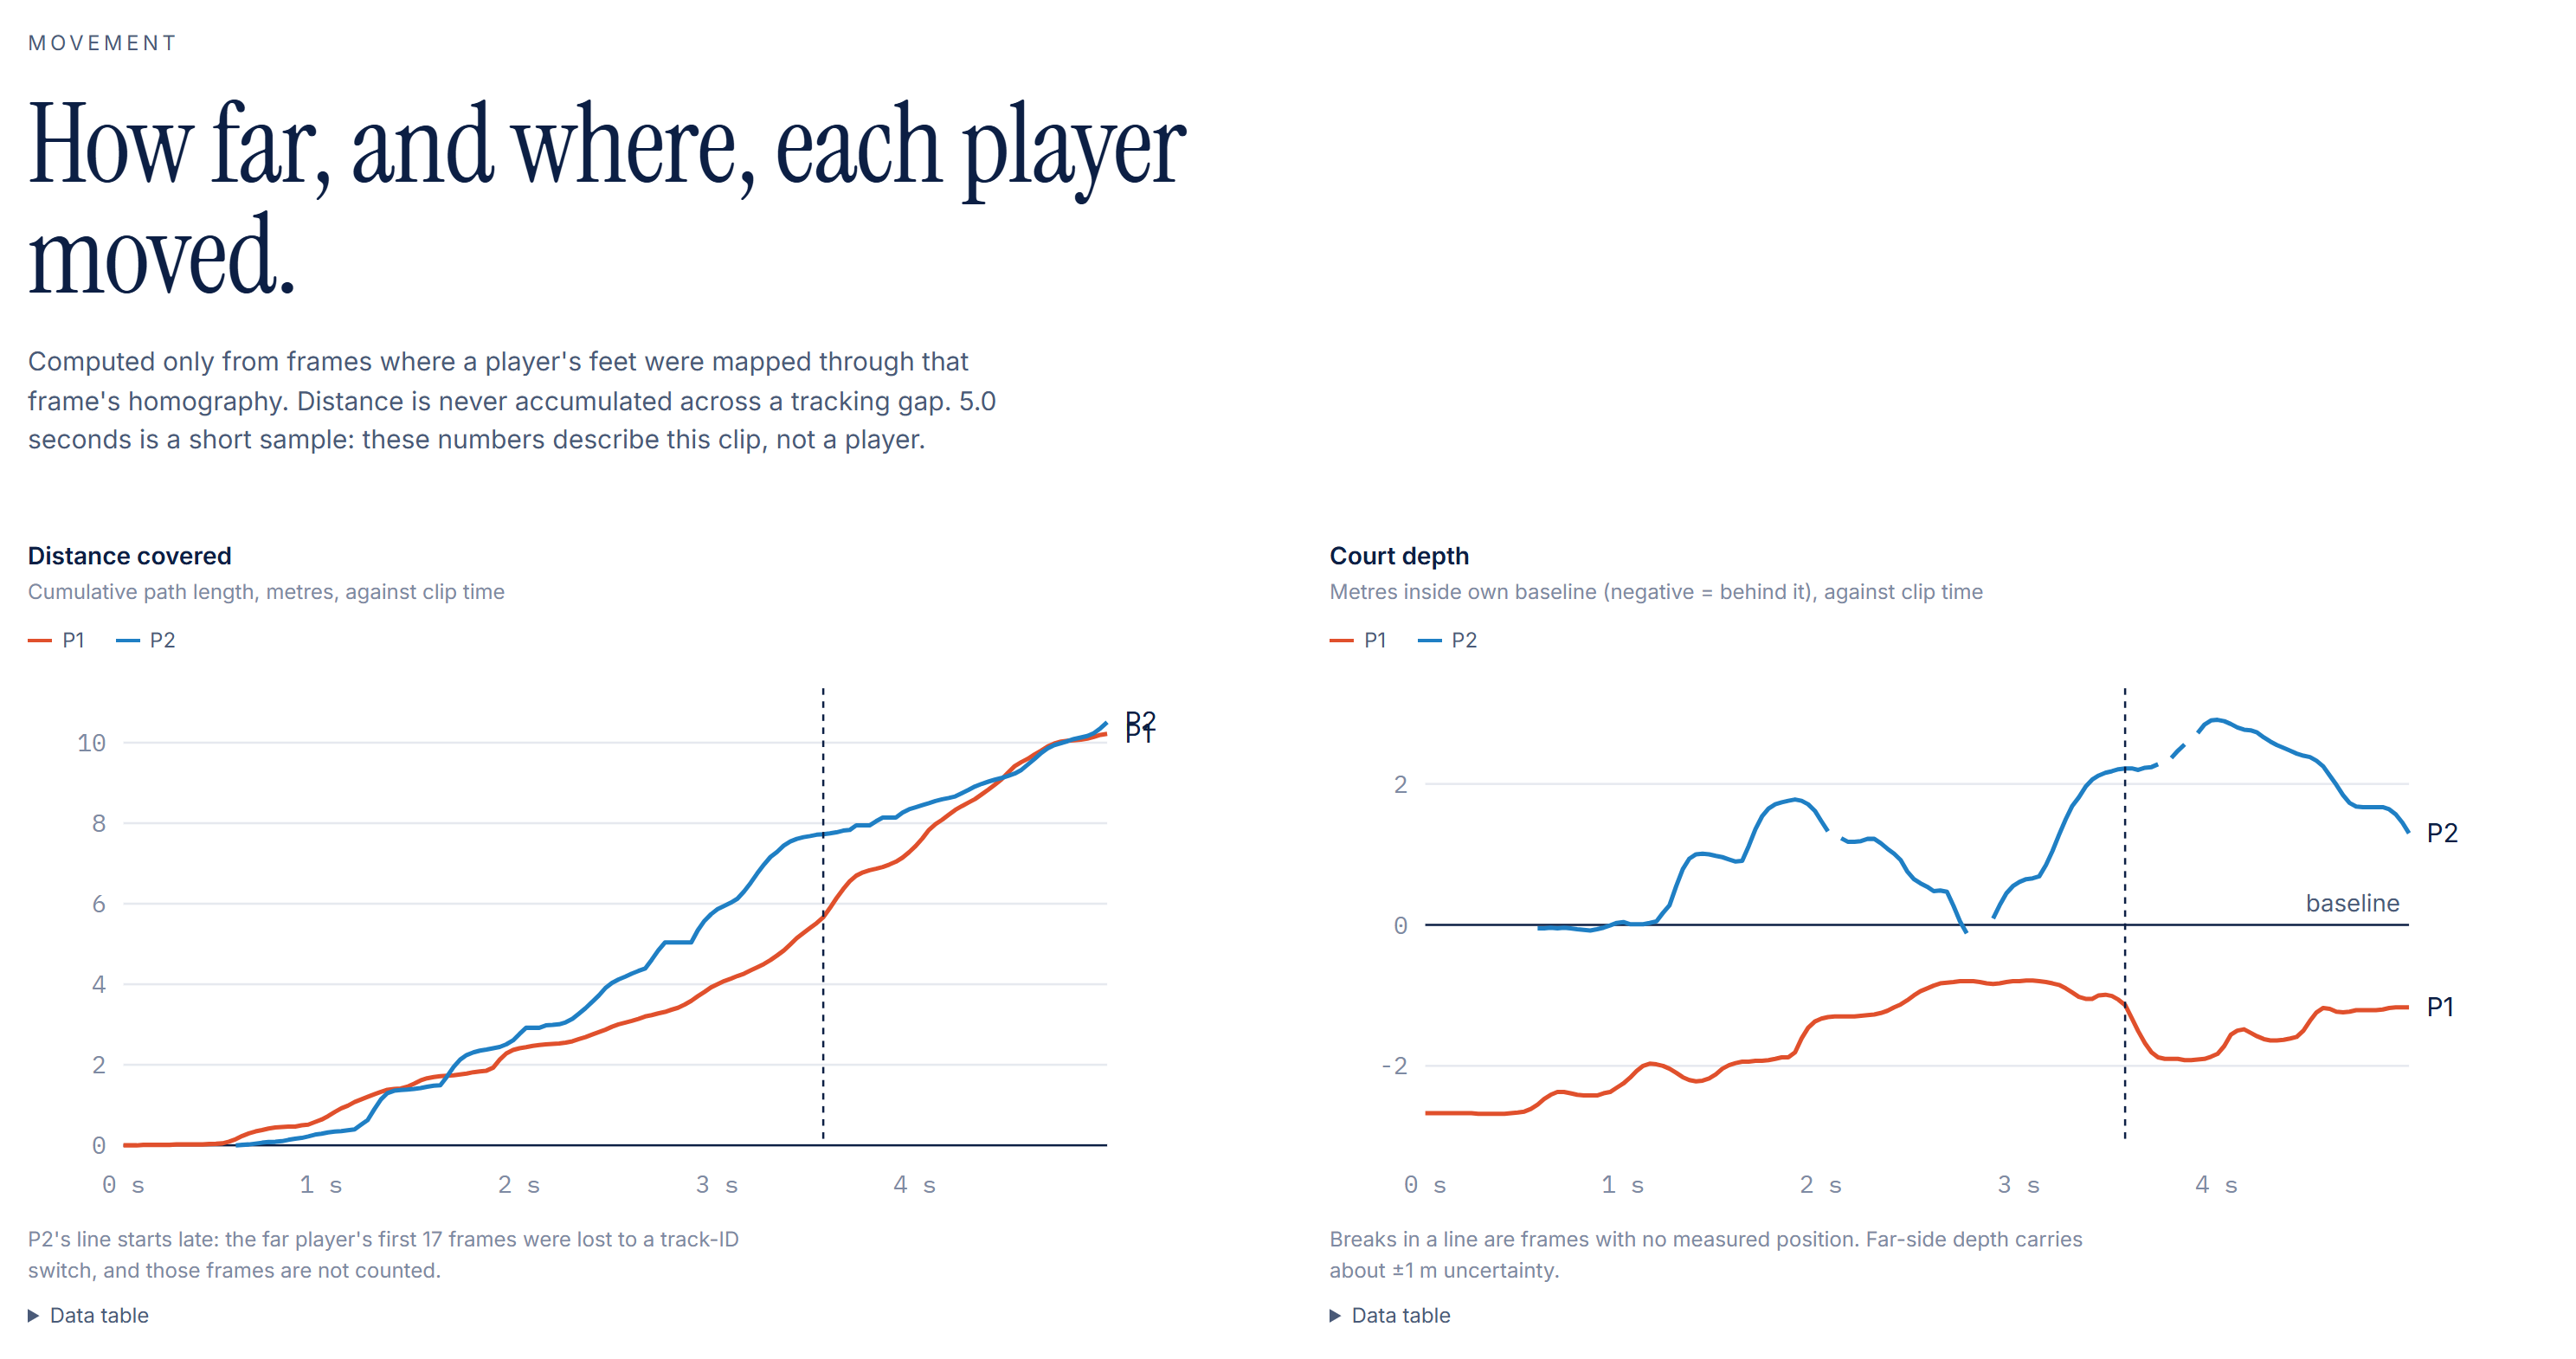 MOVEMENT
How far, and where, each player
moved.
Computed only from frames where a player's feet were mapped through that
frame's homography. Distance is never accumulated across a tracking gap. 5.0
seconds is a short sample: these numbers describe this clip, not a player.
Distance covered
Cumulative path length, metres, against clip time
P1 P2
10
8
6
4
2
0
P2
P1
0 s 1 s 2 s 3 s 4 s
P2's line starts late: the far player's first 17 frames were lost to a track-ID
switch, and those frames are not counted.
▶ Data table
Court depth
Metres inside own baseline (negative = behind it), against clip time
P1 P2
2
0
-2
P2
baseline
P1
0 s 1 s 2 s 3 s 4 s
Breaks in a line are frames with no measured position. Far-side depth carries
about ±1 m uncertainty.
▶ Data table